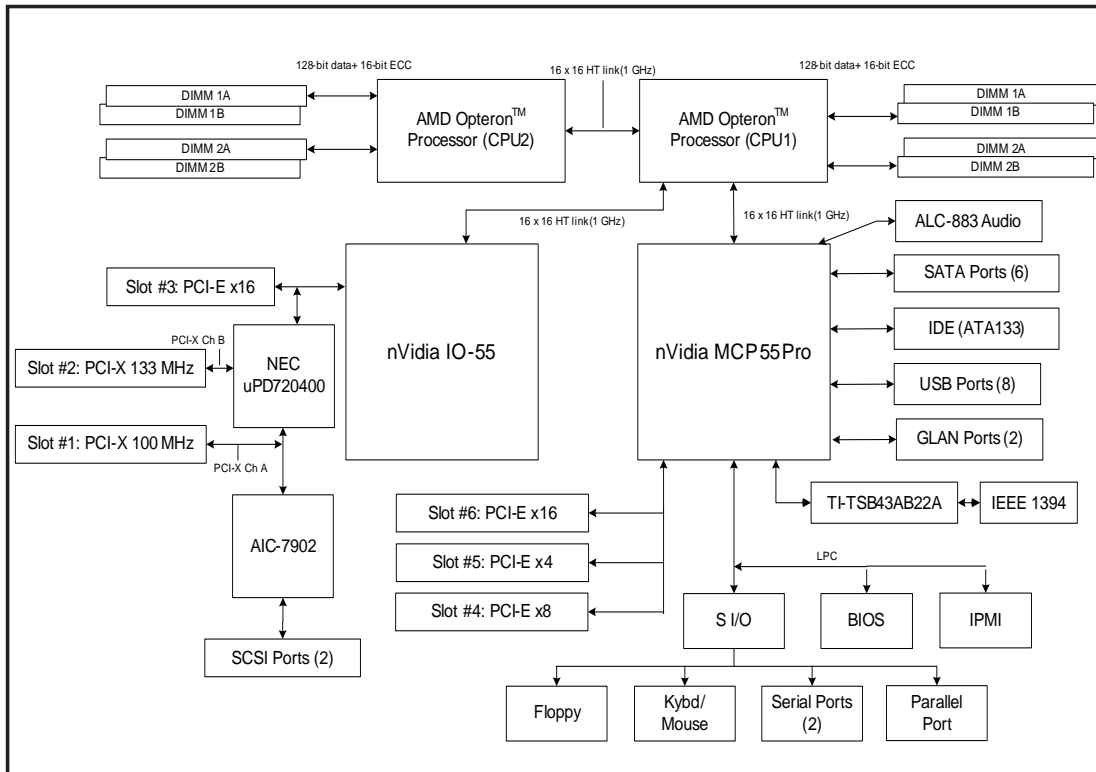 128-bit data+ 16-bit ECC
16 x 16 HT link(1 GHz)
128-bit data+ 16-bit ECC
DIMM 1A
DIMM 1B
DIMM 2A
DIMM 2B
AMD Opteron™
Processor (CPU2)
AMD Opteron™
Processor (CPU1)
DIMM 1A
DIMM 1B
DIMM 2A
DIMM 2B
16 x 16 HT link(1 GHz)
16 x 16 HT link(1 GHz)
ALC-883 Audio
Slot #3: PCI-E x16
SATA Ports (6)
PCI-X Ch B
NEC
uPD720400
nVidia IO-55
nVidia MCP55Pro
IDE (ATA133)
Slot #2: PCI-X 133 MHz
USB Ports (8)
Slot #1: PCI-X 100 MHz
PCI-X Ch A
GLAN Ports (2)
TI-TSB43AB22A
IEEE 1394
Slot #6: PCI-E x16
AIC-7902
Slot #5: PCI-E x4
LPC
Slot #4: PCI-E x8
S I/O
BIOS
IPMI
SCSI Ports (2)
Floppy
Kybd/
Mouse
Serial Ports
(2)
Parallel
Port